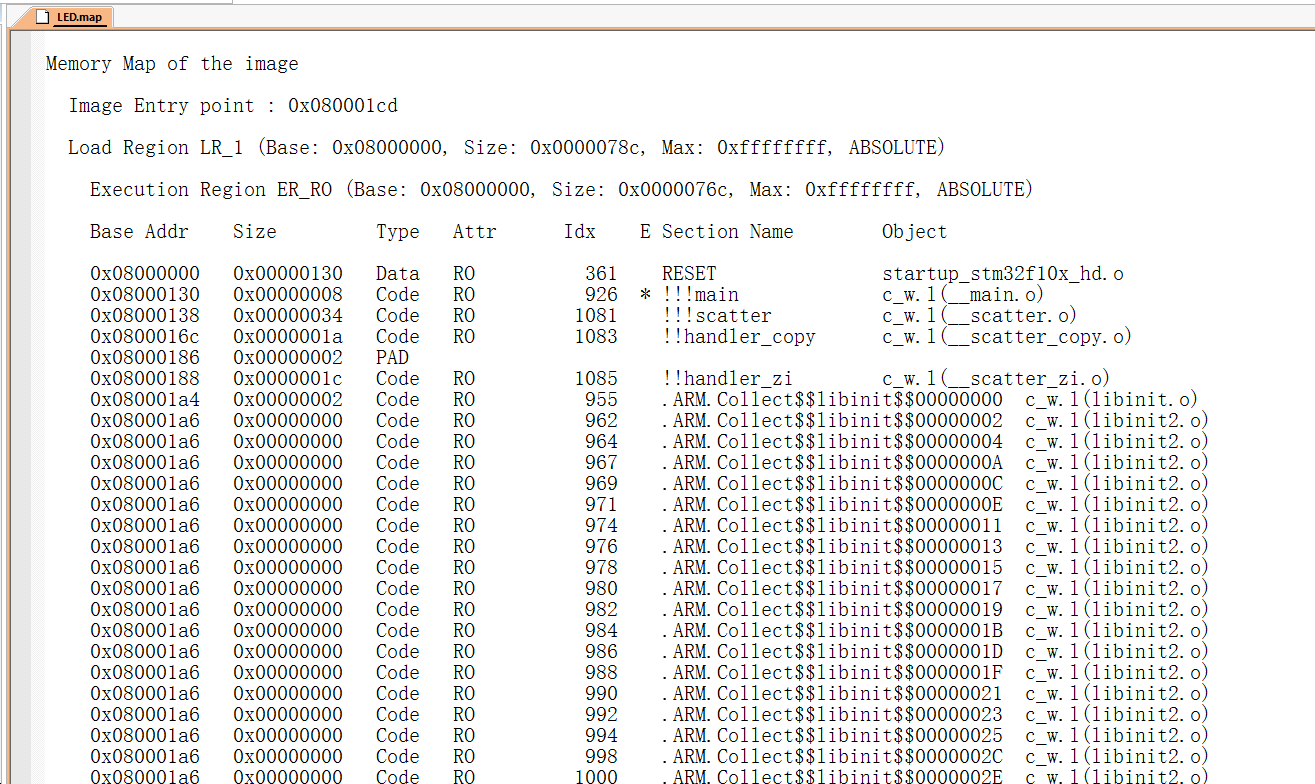 LED.map
Memory Map of the image
Image Entry point : 0x080001cd
Load Region LR_1 (Base: 0x08000000, Size: 0x0000078c, Max: 0xffffffff, ABSOLUTE)
Execution Region ER_RO (Base: 0x08000000, Size: 0x0000076c, Max: 0xffffffff, ABSOLUTE)
Base Addr    Size         Type   Attr      Idx    E Section Name        Object
0x08000000   0x00000130   Data   RO          361    RESET               startup_stm32f10x_hd.o
0x08000130   0x00000008   Code   RO          926  * !!!main             c_w.l(__main.o)
0x08000138   0x00000034   Code   RO         1081    !!!scatter          c_w.l(__scatter.o)
0x0800016c   0x0000001a   Code   RO         1083    !!handler_copy      c_w.l(__scatter_copy.o)
0x08000186   0x00000002   PAD
0x08000188   0x0000001c   Code   RO         1085    !!handler_zi        c_w.l(__scatter_zi.o)
0x080001a4   0x00000002   Code   RO          955    .ARM.Collect$$libinit$$00000000  c_w.l(libinit.o)
0x080001a6   0x00000000   Code   RO          962    .ARM.Collect$$libinit$$00000002  c_w.l(libinit2.o)
0x080001a6   0x00000000   Code   RO          964    .ARM.Collect$$libinit$$00000004  c_w.l(libinit2.o)
0x080001a6   0x00000000   Code   RO          967    .ARM.Collect$$libinit$$0000000A  c_w.l(libinit2.o)
0x080001a6   0x00000000   Code   RO          969    .ARM.Collect$$libinit$$0000000C  c_w.l(libinit2.o)
0x080001a6   0x00000000   Code   RO          971    .ARM.Collect$$libinit$$0000000E  c_w.l(libinit2.o)
0x080001a6   0x00000000   Code   RO          974    .ARM.Collect$$libinit$$00000011  c_w.l(libinit2.o)
0x080001a6   0x00000000   Code   RO          976    .ARM.Collect$$libinit$$00000013  c_w.l(libinit2.o)
0x080001a6   0x00000000   Code   RO          978    .ARM.Collect$$libinit$$00000015  c_w.l(libinit2.o)
0x080001a6   0x00000000   Code   RO          980    .ARM.Collect$$libinit$$00000017  c_w.l(libinit2.o)
0x080001a6   0x00000000   Code   RO          982    .ARM.Collect$$libinit$$00000019  c_w.l(libinit2.o)
0x080001a6   0x00000000   Code   RO          984    .ARM.Collect$$libinit$$0000001B  c_w.l(libinit2.o)
0x080001a6   0x00000000   Code   RO          986    .ARM.Collect$$libinit$$0000001D  c_w.l(libinit2.o)
0x080001a6   0x00000000   Code   RO          988    .ARM.Collect$$libinit$$0000001F  c_w.l(libinit2.o)
0x080001a6   0x00000000   Code   RO          990    .ARM.Collect$$libinit$$00000021  c_w.l(libinit2.o)
0x080001a6   0x00000000   Code   RO          992    .ARM.Collect$$libinit$$00000023  c_w.l(libinit2.o)
0x080001a6   0x00000000   Code   RO          994    .ARM.Collect$$libinit$$00000025  c_w.l(libinit2.o)
0x080001a6   0x00000000   Code   RO          998    .ARM.Collect$$libinit$$0000002C  c_w.l(libinit2.o)
0x080001a6   0x00000000   Code   RO         1000    .ARM.Collect$$libinit$$0000002E  c_w.l(libinit2.o)